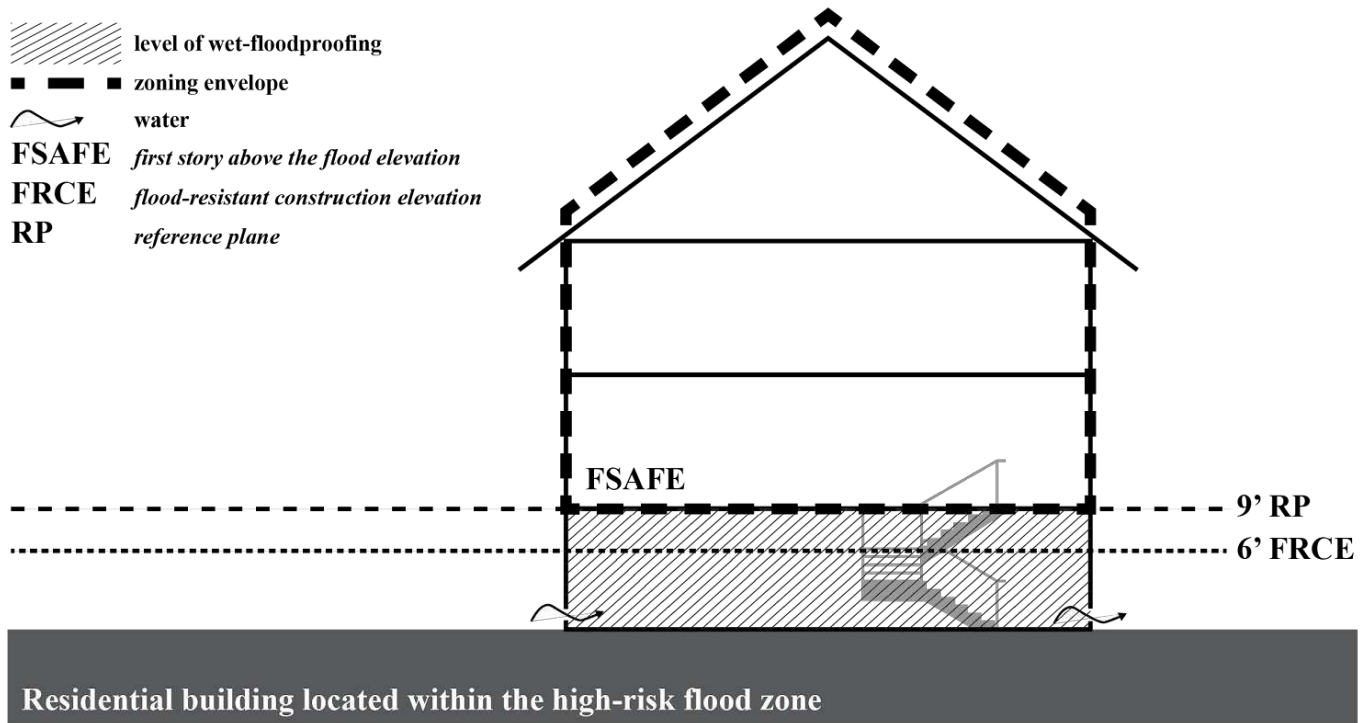 level of wet-floodproofing
zoning envelope
water
FSAFE first story above the flood elevation
FRCE flood-resistant construction elevation
RP reference plane
FSAFE
9’ RP
6’ FRCE
Residential building located within the high-risk flood zone